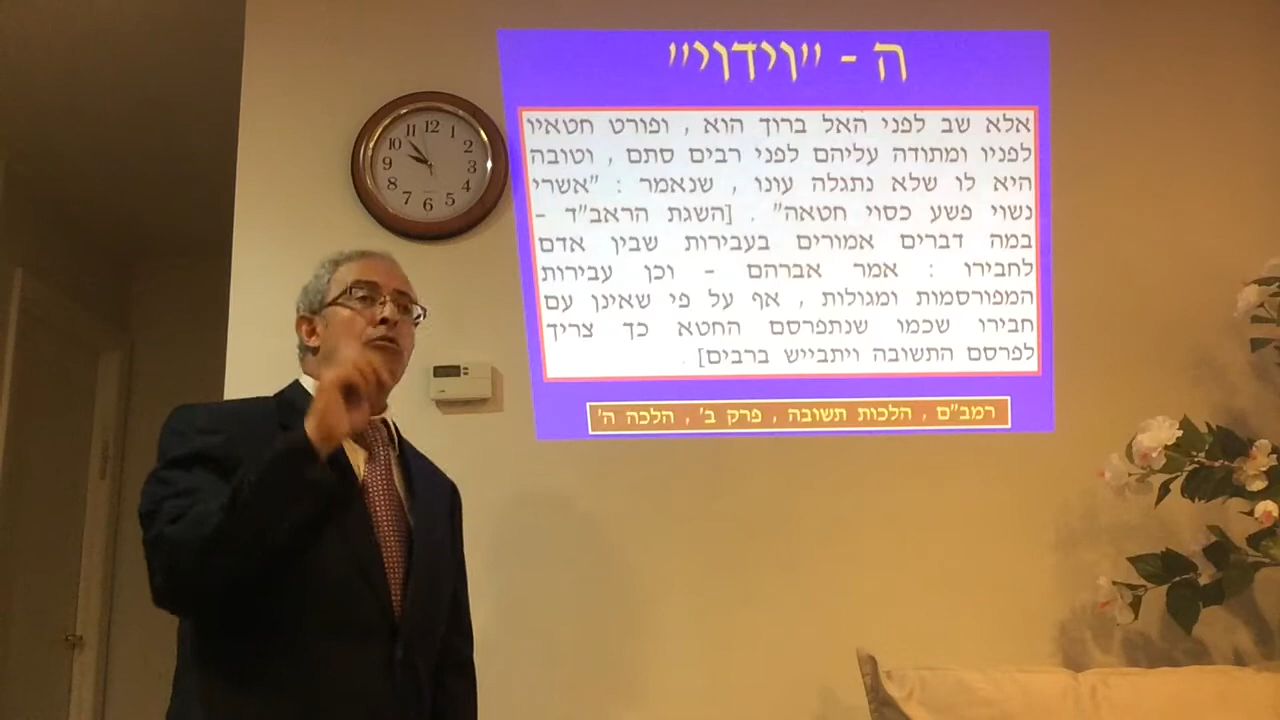 ה - "וידוי"
אלא שב לפני האל ברוך הוא , ופורט חטאיו
לפניו ומתודה עליהם לפני רבים סתם , וטובה
היא לו שלא נתגלה עונו , שנאמר : "אשרי
נשוי פשע כסוי חטאה" . [השגת הראב"ד -
במה דברים אמורים בעבירות שבין אדם
לחבירו : אמר אברהם - וכן עבירות
המפורסמות ומגולות , אף על פי שאינן עם
חבירו שכמו שנתפרסם החטא כך צריך
לפרסם התשובה ויתבייש ברבים] .
רמב"ם , הלכות תשובה , פרק ב' , הלכה ה'
12
1
2
3
4
5
6
7
8
9
10
11